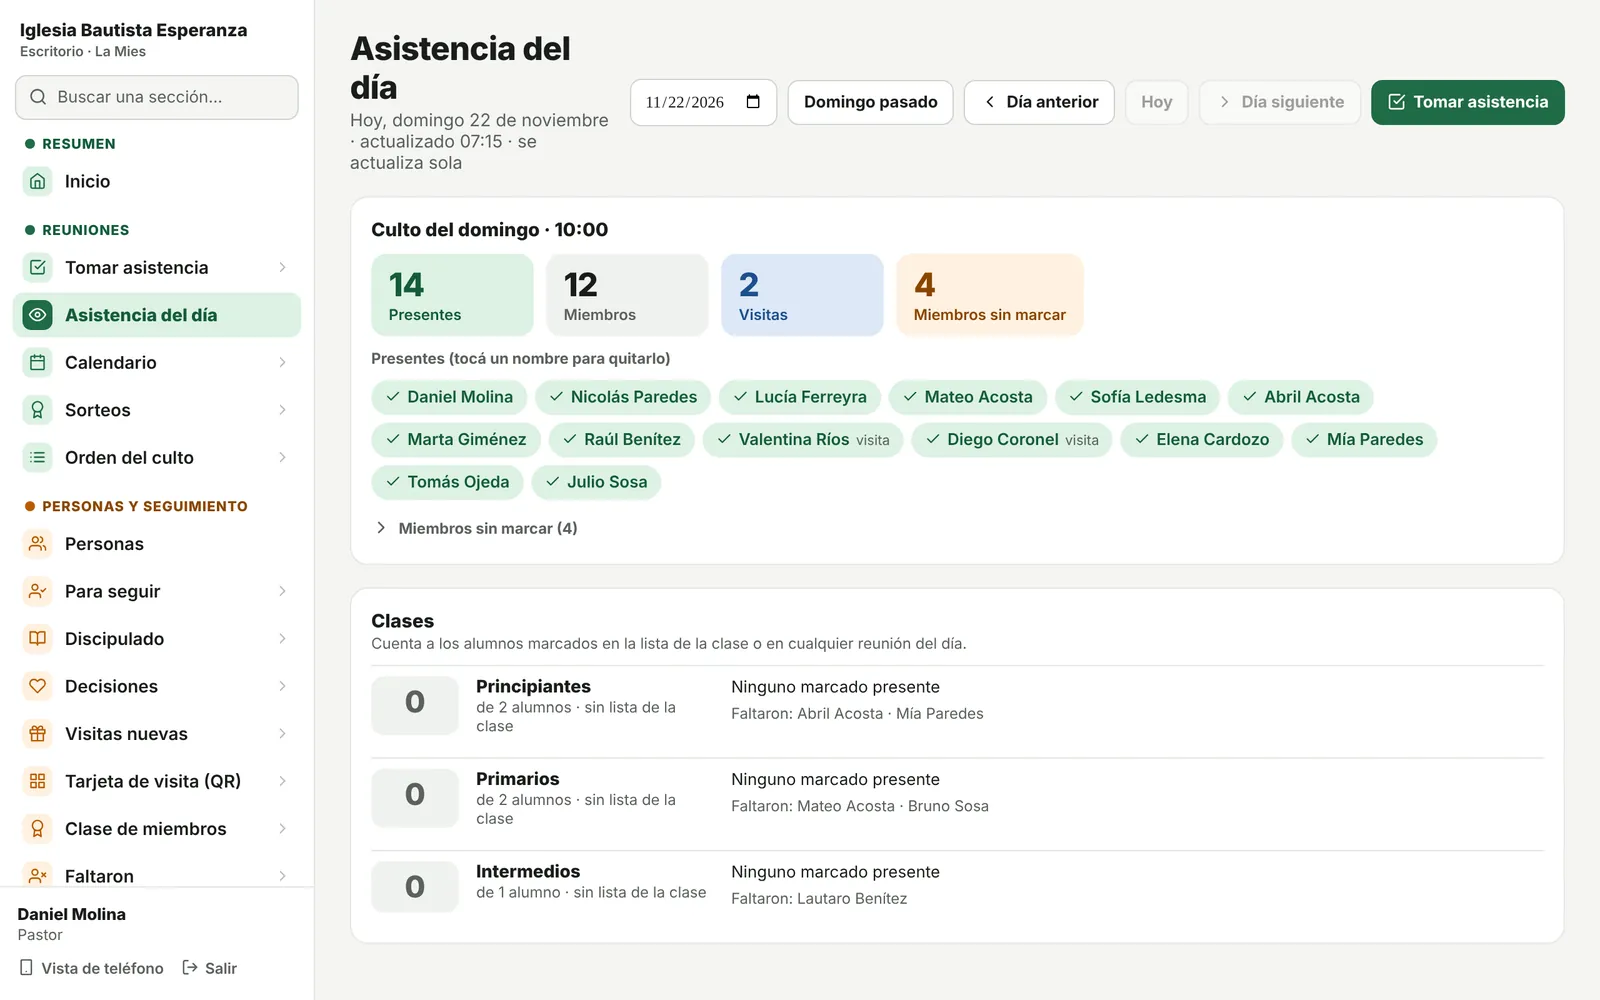 Iglesia Bautista Esperanza
Escritorio · La Mies
Buscar una sección...
RESUMEN
Inicio
REUNIONES
Tomar asistencia
Asistencia del día
Calendario
Sorteos
Orden del culto
PERSONAS Y SEGUIMIENTO
Personas
Para seguir
Discipulado
Decisiones
Visitas nuevas
Tarjeta de visita (QR)
Clase de miembros
Faltaron
Daniel Molina
Pastor
Vista de teléfono Salir
Asistencia del
día
Hoy, domingo 22 de noviembre
· actualizado 07:15 · se
actualiza sola
11/22/2026 Domingo pasado Día anterior Hoy Día siguiente Tomar asistencia
Culto del domingo · 10:00
14 12 2 4
Presentes Miembros Visitas Miembros sin marcar
Presentes (tocá un nombre para quitarlo)
Daniel Molina Nicolás Paredes Lucía Ferreyra Mateo Acosta Sofía Ledesma Abril Acosta
Marta Giménez Raúl Benítez Valentina Ríos visita Diego Coronel visita Elena Cardozo Mía Paredes
Tomás Ojeda Julio Sosa
Miembros sin marcar (4)
Clases
Cuenta a los alumnos marcados en la lista de la clase o en cualquier reunión del día.
0 Principiantes Ninguno marcado presente
de 2 alumnos · sin lista de la Faltaron: Abril Acosta · Mía Paredes
clase
0 Primarios Ninguno marcado presente
de 2 alumnos · sin lista de la Faltaron: Mateo Acosta · Bruno Sosa
clase
0 Intermedios Ninguno marcado presente
de 1 alumno · sin lista de la clase Faltaron: Lautaro Benítez